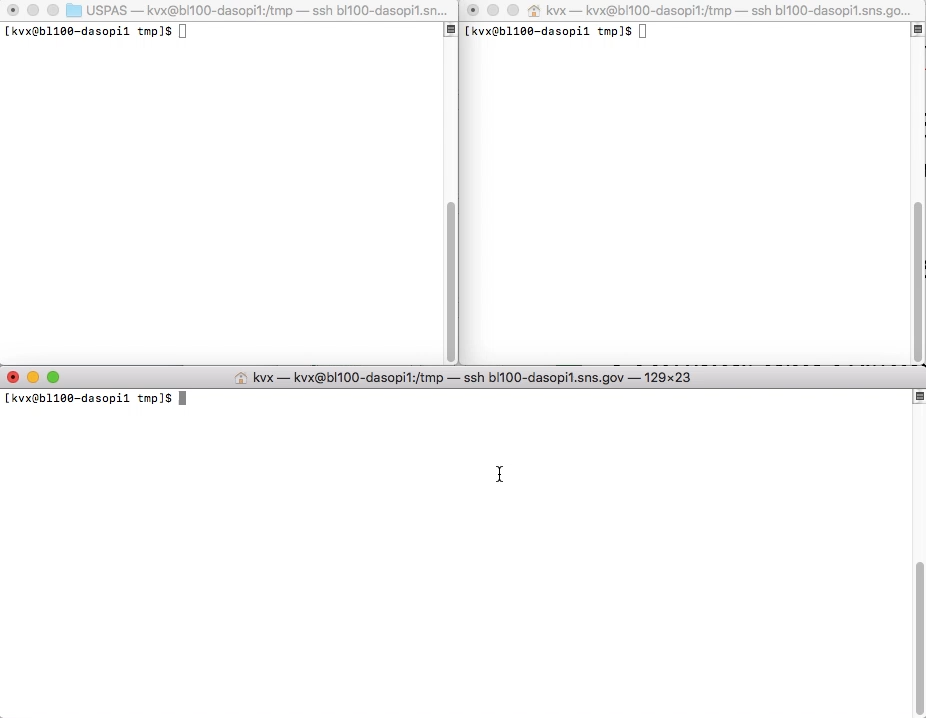 USPAS — kvx@bl100-dasopi1:/tmp — ssh bl100-dasopi1.sn...
[kvx@bl100-dasopi1 tmp]$
kvx — kvx@bl100-dasopi1:/tmp — ssh bl100-dasopi1.sns.go...
[kvx@bl100-dasopi1 tmp]$
kvx — kvx@bl100-dasopi1:/tmp — ssh bl100-dasopi1.sns.gov — 129×23
[kvx@bl100-dasopi1 tmp]$